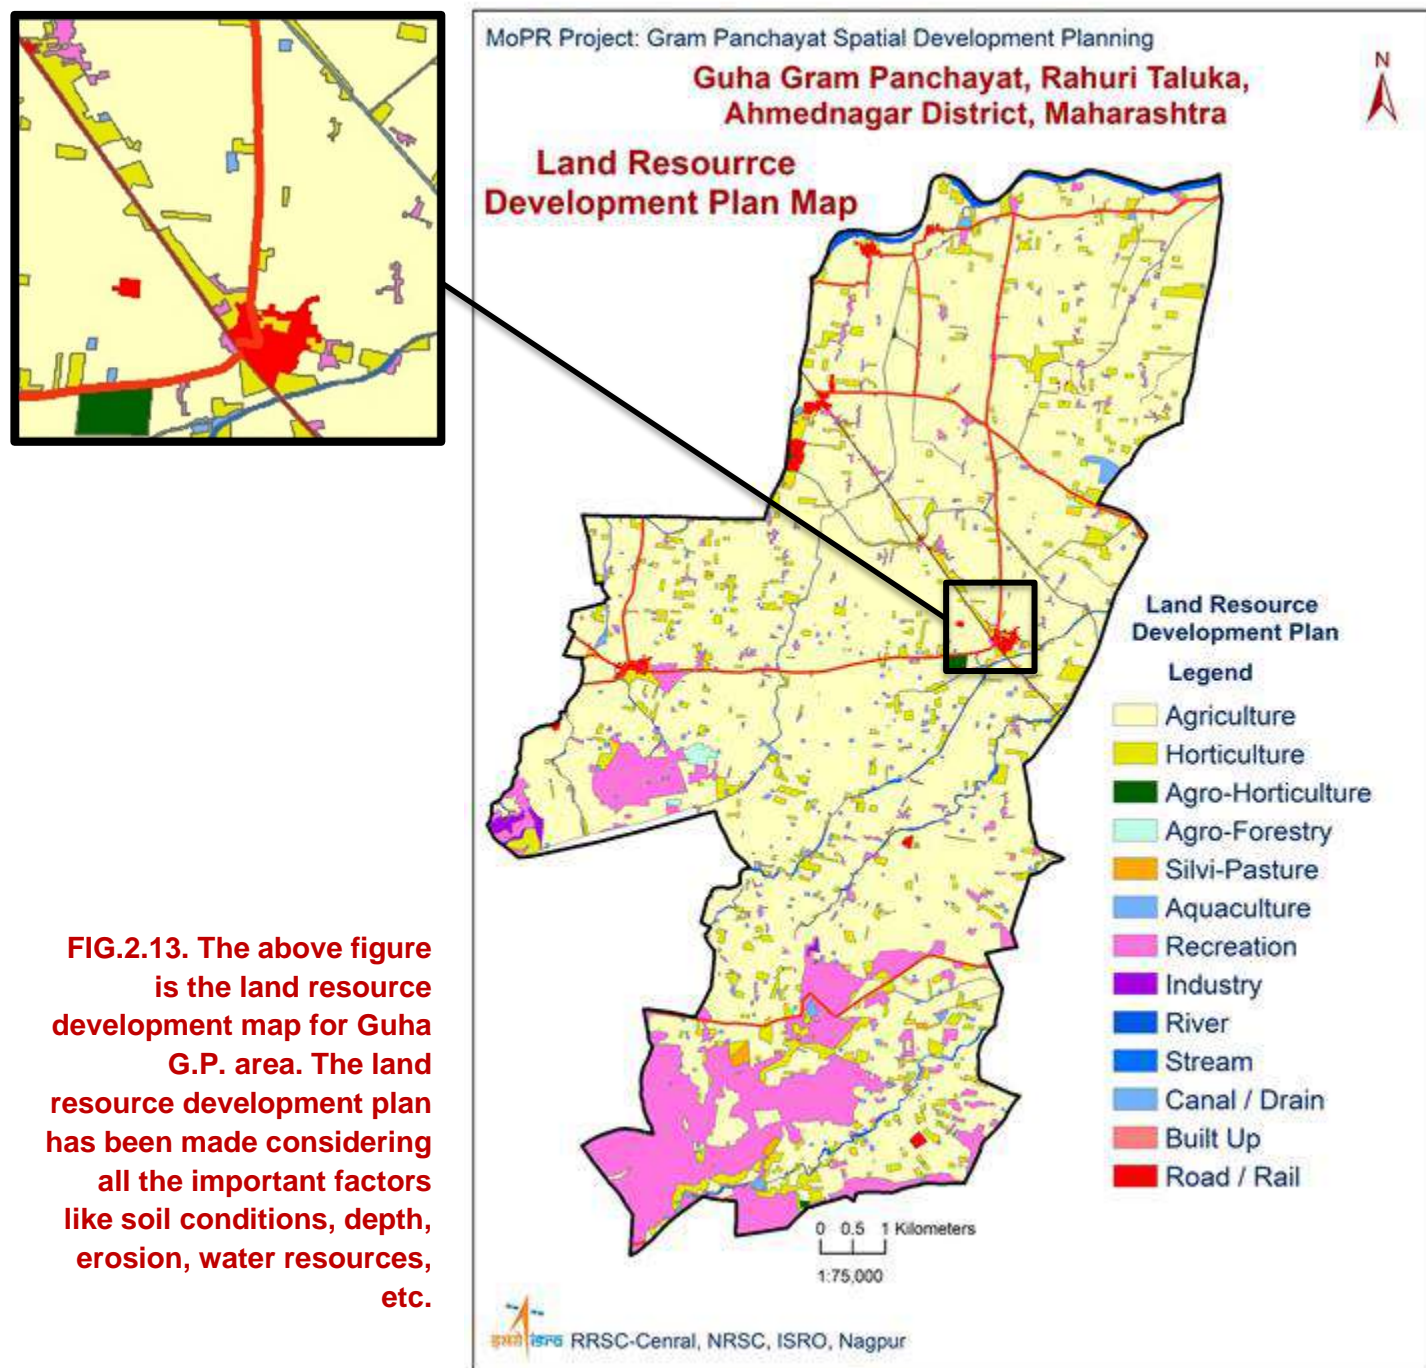 MoPR Project: Gram Panchayat Spatial Development Planning
Guha Gram Panchayat, Rahuri Taluka,
Ahmednagar District, Maharashtra
N
Land Resourrce
Development Plan Map
Land Resource
Development Plan
Legend
Agriculture
Horticulture
Agro-Horticulture
Agro-Forestry
Silvi-Pasture
Aquaculture
Recreation
Industry
River
Stream
Canal / Drain
Built Up
Road / Rail
FIG.2.13. The above figure
is the land resource
development map for Guha
G.P. area. The land
resource development plan
has been made considering
all the important factors
like soil conditions, depth,
erosion, water resources,
etc.
0 0.5 1 Kilometers
1:75,000
इसरो isro RRSC-Cenral, NRSC, ISRO, Nagpur